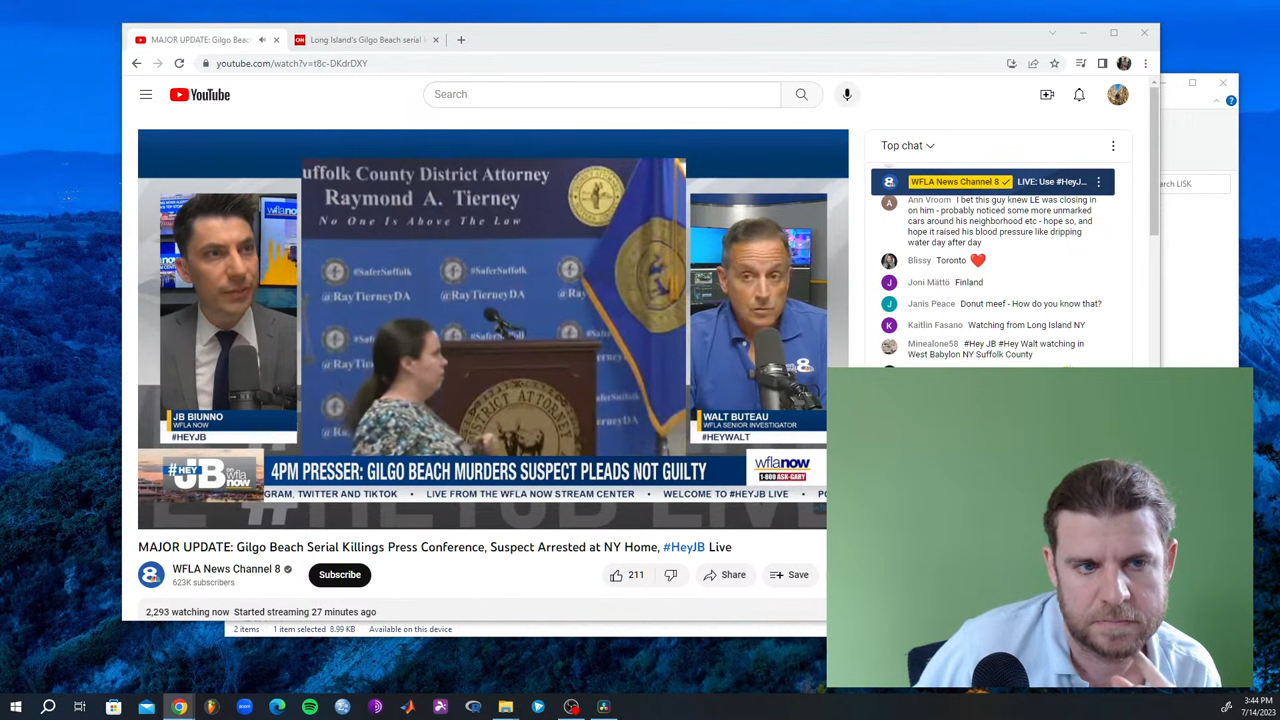 MAJOR UPDATE: Gilgo Beac
Long Island's Gilgo Beach serial k
youtube.com/watch?v=t8c-DKdrDXY
YouTube
Search
Top chat
WFLA News Channel 8 LIVE: Use #HeyJ...
Ann Vroom I bet this guy knew LE was closing in
on him - probably noticed some more unmarked
cars around his neighborhood etc - hope so, and
hope it raised his blood pressure like dripping
water day after day
Blissy Toronto
Joni Mättö Finland
Janis Peace Donut meef - How do you know that?
Kaitlin Fasano Watching from Long Island NY
Minealone58 #Hey JB #Hey Walt watching in
West Babylon NY Suffolk County
earch LISK
uffolk County District Attorney
Raymond A. Tierney
No One Is Above The Law
#SaferSuffolk
@RayTierneyDA
#SaferSuffolk
@RayTierneyDA
DISTRICT ATTORNEY
JB BIUNNO
WFLA NOW
#HEYJB
WALT BUTEAU
WFLA SENIOR INVESTIGATOR
#HEYWALT
#HEY JB on wfla now
4PM PRESSER: GILGO BEACH MURDERS SUSPECT PLEADS NOT GUILTY
wflanow
1-800 ASK-GARY
GRAM, TWITTER AND TIKTOK • LIVE FROM THE WFLA NOW STREAM CENTER • WELCOME TO #HEYJB LIVE • PO
MAJOR UPDATE: Gilgo Beach Serial Killings Press Conference, Suspect Arrested at NY Home, #HeyJB Live
WFLA News Channel 8
623K subscribers
Subscribe
211
Share
Save
2,293 watching now Started streaming 27 minutes ago
2 items 1 item selected 8.99 KB Available on this device
3:44 PM
7/14/2023